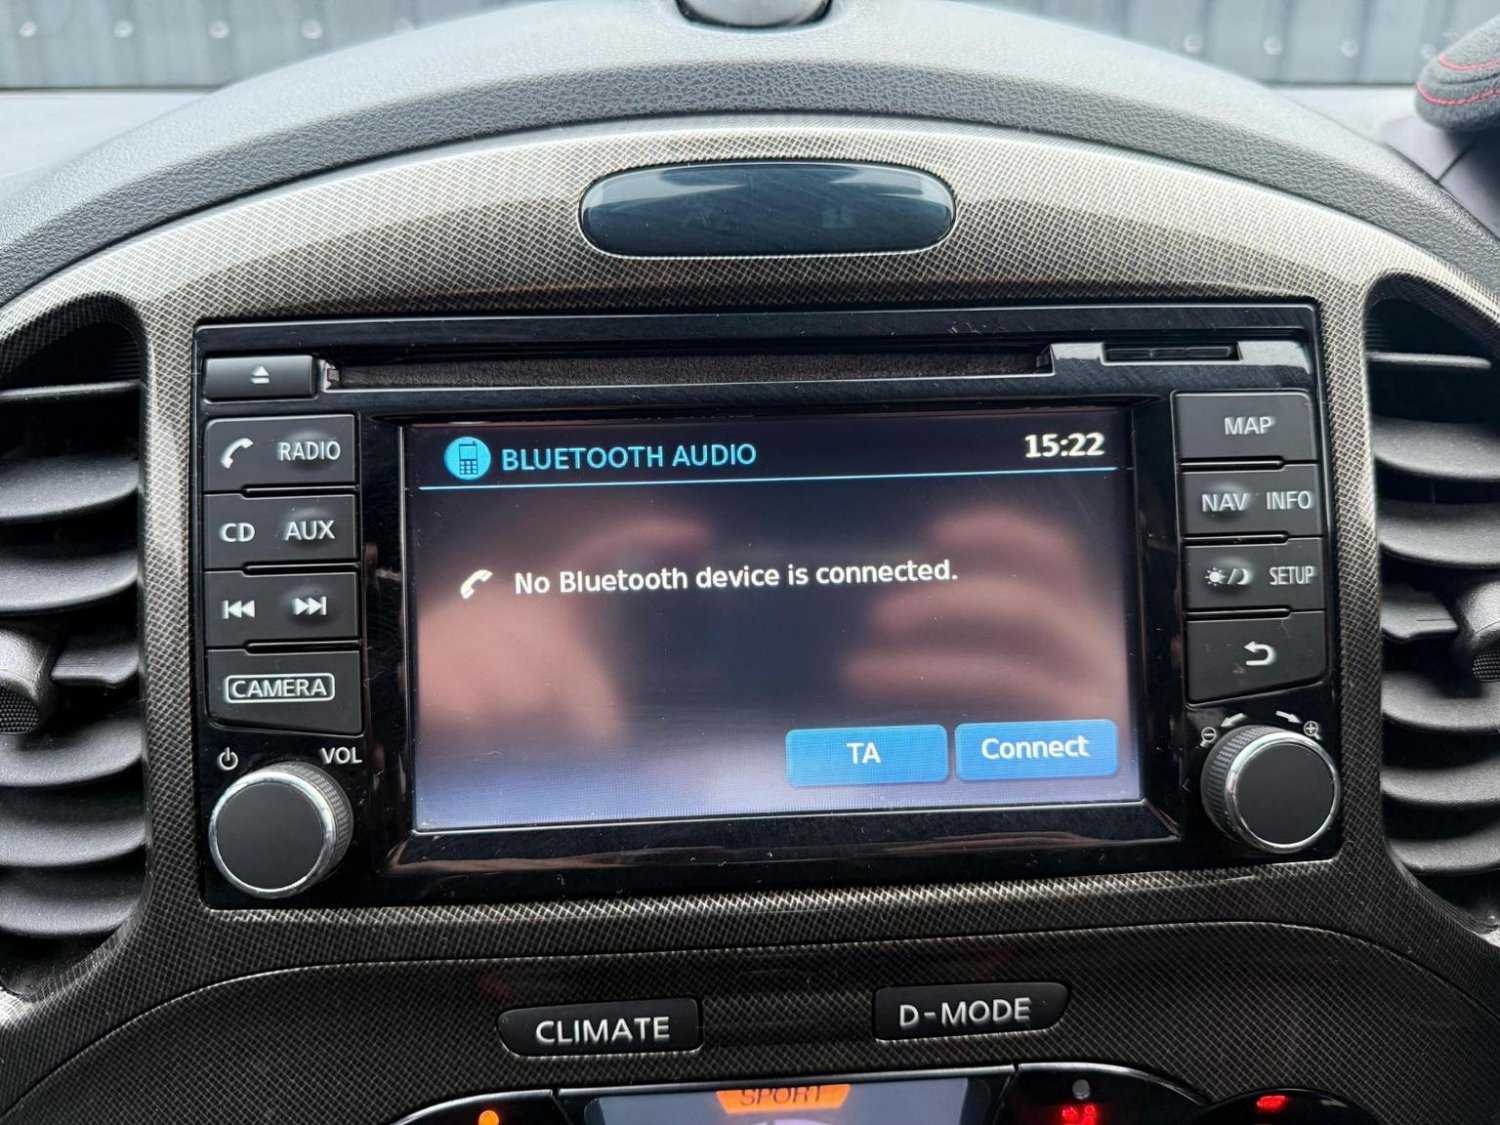 BLUETOOTH AUDIO
15:22
RADIO
MAP
CD
AUX
NAV
INFO
No Bluetooth device is connected.
SETUP
CAMERA
VOL
TA
Connect
CLIMATE
D-MODE
SPORT